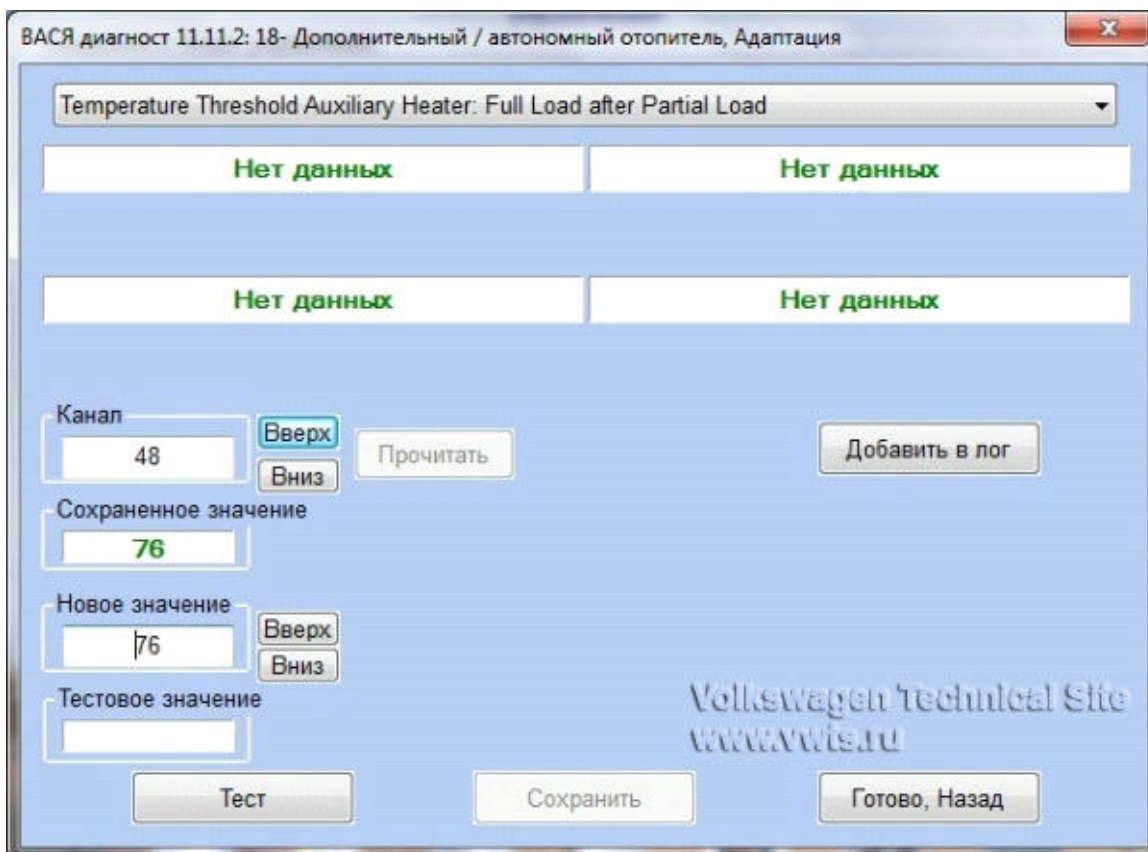 ВАСЯ диагност 11.11.2: 18- Дополнительный / автономный отопитель, Адаптация
Temperature Threshold Auxiliary Heater: Full Load after Partial Load
Нет данных Нет данных
Нет данных Нет данных
Канал
48 Вверх Прочитать Добавить в лог
Вниз
Сохраненное значение
76
Новое значение
76 Вверх
Вниз
Тестовое значение
Volkswagen Technical Site
www.vwts.ru
Тест Сохранить Готово, Назад